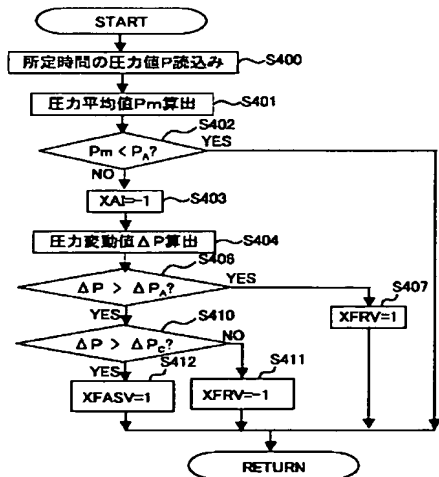 START
所定時間の圧力値P読込み
S400
圧力平均値Pm算出
S401
S402
Pm < PA?
YES
NO
XAI=-1
S403
圧力変動値ΔP算出
S404
S406
ΔP > ΔPA?
YES
S407
XFRV=1
YES
S410
ΔP > ΔPC?
NO
YES
S412
XFASV=1
S411
XFRV=-1
RETURN